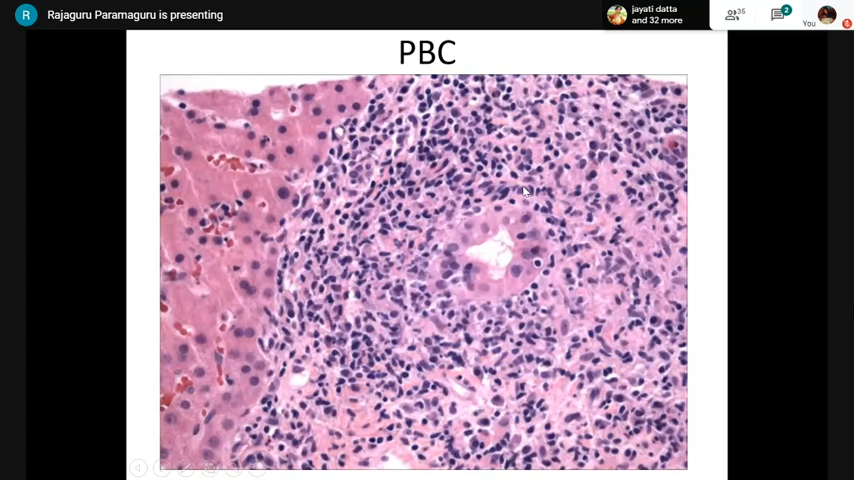 R Rajaguru Paramaguru is presenting
jayati datta
and 32 more
35
2
You
PBC